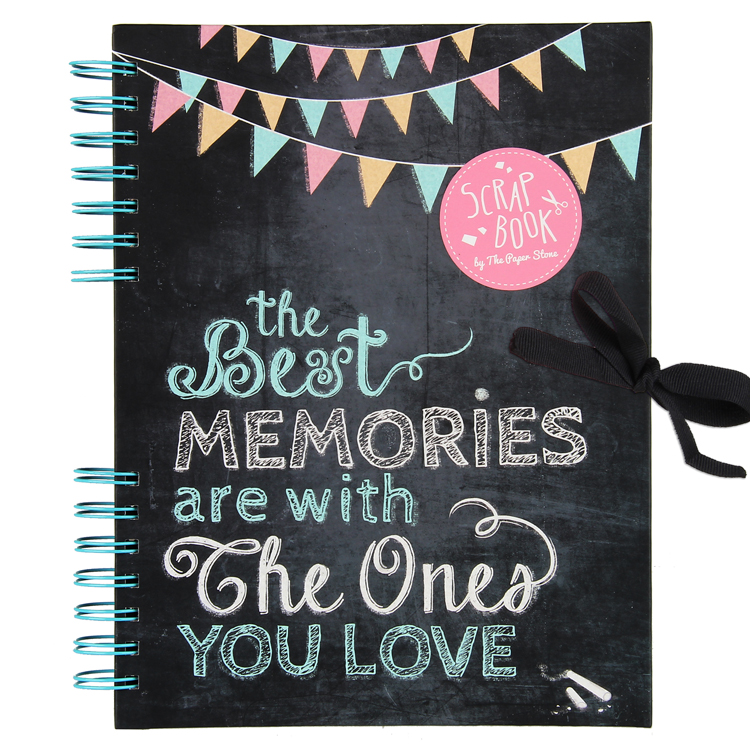 SCRAP
BOOK
by The Paper Stone
the
Best
MEMORIES
are with
The Ones
YOU LOVE